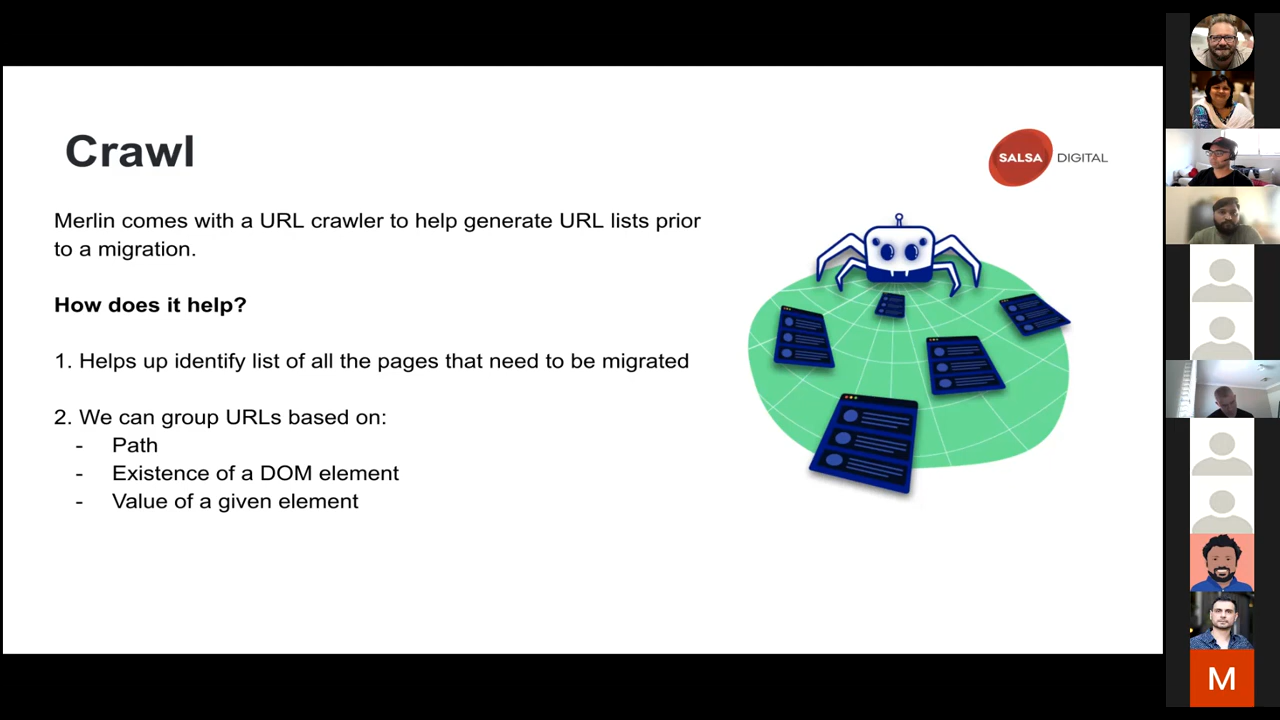 Crawl
SALSA DIGITAL
Merlin comes with a URL crawler to help generate URL lists prior
to a migration.
How does it help?
1. Helps up identify list of all the pages that need to be migrated
2. We can group URLs based on:
- Path
- Existence of a DOM element
- Value of a given element
M